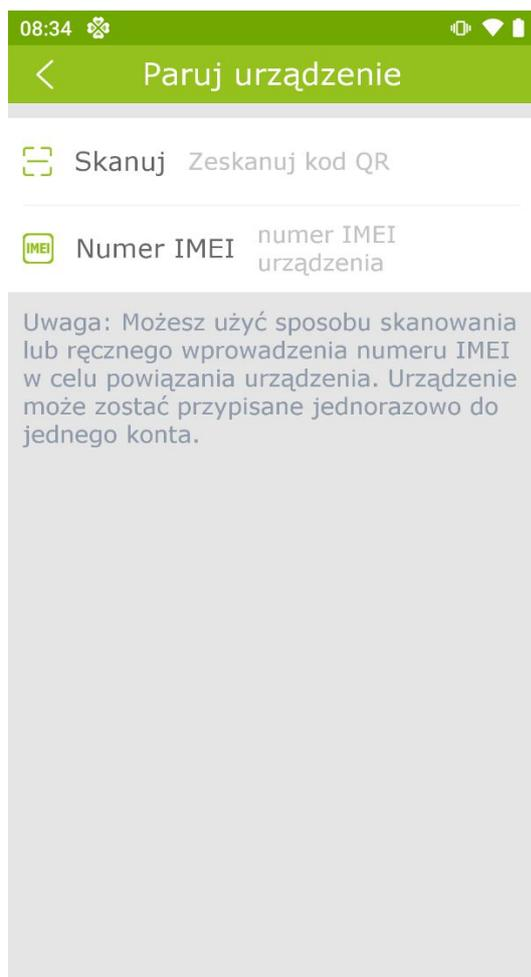 08:34
Paruj urządzenie
Skanuj Zeskanuj kod QR
IMEI Numer IMEI numer IMEI
urządzenia
Uwaga: Możesz użyć sposobu skanowania
lub ręcznego wprowadzenia numeru IMEI
w celu powiązania urządzenia. Urządzenie
może zostać przypisane jednorazowo do
jednego konta.